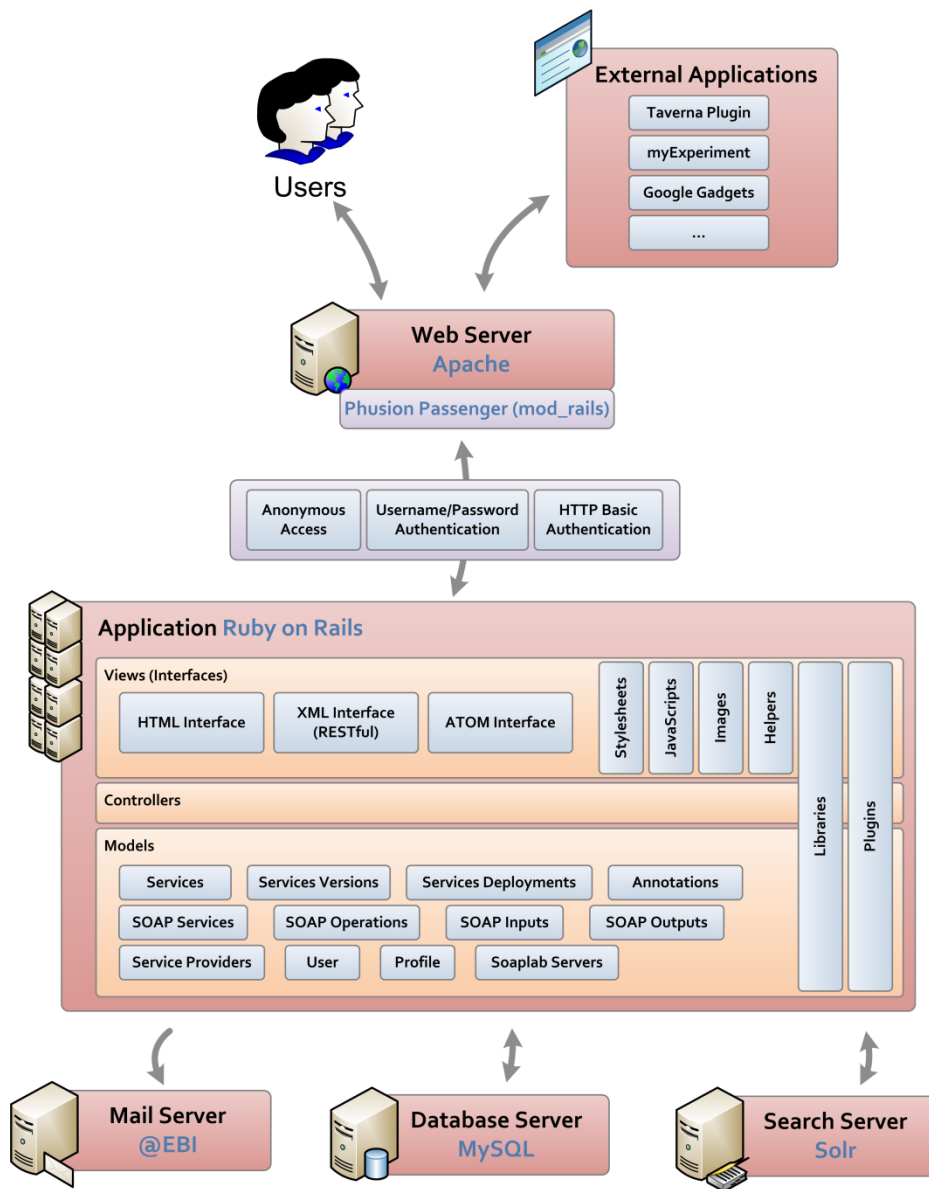 Users
External Applications
Taverna Plugin
myExperiment
Google Gadgets
...
Web Server
Apache
Phusion Passenger (mod_rails)
Anonymous
Access
Username/Password
Authentication
HTTP Basic
Authentication
Application Ruby on Rails
Views (Interfaces)
HTML Interface
XML Interface
(RESTful)
ATOM Interface
Stylesheets
JavaScripts
Images
Helpers
Libraries
Plugins
Controllers
Models
Services
Services Versions
Services Deployments
Annotations
SOAP Services
SOAP Operations
SOAP Inputs
SOAP Outputs
Service Providers
User
Profile
Soaplab Servers
Mail Server
@EBI
Database Server
MySQL
Search Server
Solr